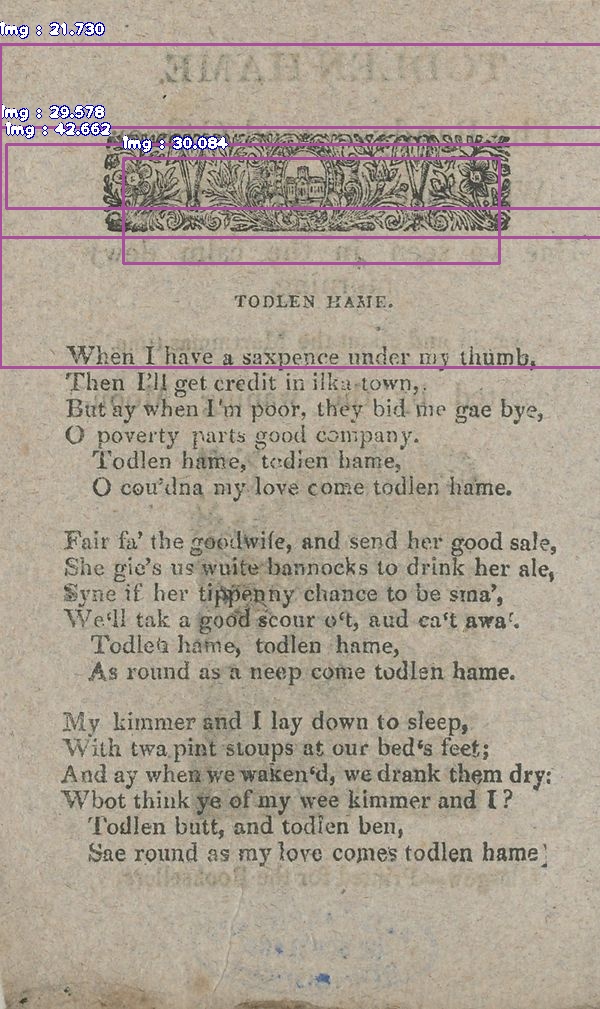 Img : 21.730
Img : 29.578
Img : 42.662
Img : 30.084
TODLEN HAME.
When I have a saxpence under my thumb,
Then I'll get credit in ilka town,
But ay when I'm poor, they bid me gae bye,
O poverty parts good company.
Todlen hame, todlen hame,
O cou'dna my love come todlen hame.
Fair fa' the goodwife, and send her good sale,
She gie's us wuite bannocks to drink her ale,
Syne if her tippenny chance to be sma',
We'll tak a good scour o't, aud ca't awa'.
Todlen hame, todlen hame,
As round as a neep come todlen hame.
My kimmer and I lay down to sleep,
With twa pint stoups at our bed's feet;
And ay when we waken'd, we drank them dry:
Wbot think ye of my wee kimmer and I?
Todlen butt, and todlen ben,
Sae round as my love comes todlen hame